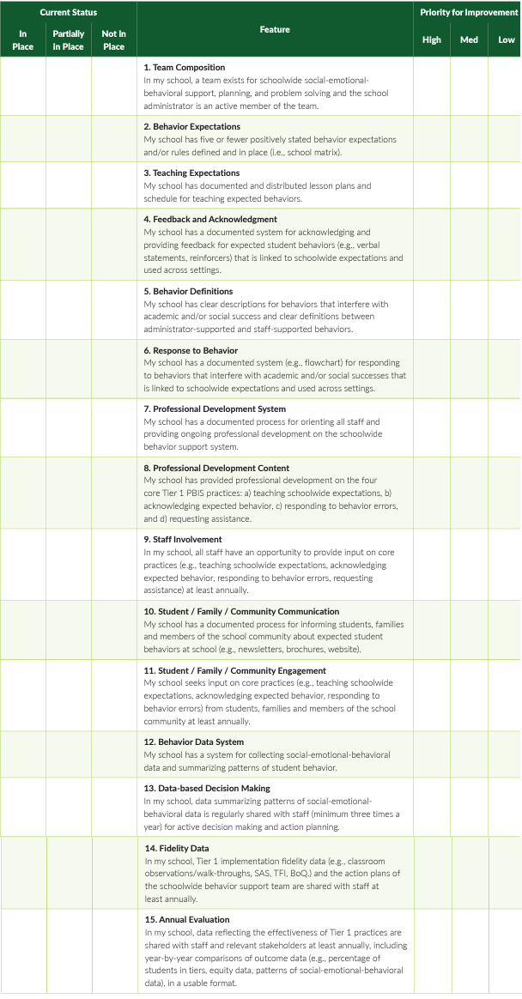 Current Status
Priority for Improvement
In Place
Partially in Place
Not in Place
Feature
High
Med
Low
1. Team Composition
In my school, a team exists for schoolwide social-emotional-
behavioral support, planning, and problem solving and the school
administrator is an active member of the team.
2. Behavior Expectations
My school has five or fewer positively stated behavior expectations
and/or rules defined and in place (i.e., school matrix).
3. Teaching Expectations
My school has documented and distributed lesson plans and
schedule for teaching expected behaviors.
4. Feedback and Acknowledgment
My school has a documented system for acknowledging and
providing feedback for expected student behaviors (e.g., verbal
statements, reinforcers) that is linked to schoolwide expectations and
used across settings.
5. Behavior Definitions
My school has clear descriptions for behaviors that interfere with
academic and/or social success and clear definitions between
administrator-supported and staff-supported behaviors.
6. Response to Behavior
My school has a documented system (e.g., flowchart) for responding
to behaviors that interfere with academic and/or social successes that
is linked to schoolwide expectations and used across settings.
7. Professional Development System
My school has a documented process for orienting all staff and
providing ongoing professional development on the schoolwide
behavior support system.
8. Professional Development Content
My school has provided professional development on the four
core Tier 1 PBIS practices: a) teaching schoolwide expectations, b)
acknowledging expected behavior, c) responding to behavior errors,
and d) requesting assistance.
9. Staff Involvement
In my school, all staff have an opportunity to provide input on core
practices (e.g., teaching schoolwide expectations, acknowledging
expected behavior, responding to behavior errors, requesting
assistance) at least annually.
10. Student / Family / Community Communication
My school has a documented process for informing students, families
and members of the school community about expected student
behaviors at school (e.g., newsletters, brochures, website).
11. Student / Family / Community Engagement
My school seeks input on core practices (e.g., teaching schoolwide
expectations, acknowledging expected behavior, responding to
behavior errors) from students, families and members of the school
community at least annually.
12. Behavior Data System
My school has a system for collecting social-emotional-behavioral
data and summarizing patterns of student behavior.
13. Data-based Decision Making
In my school, data summarizing patterns of social-emotional-
behavioral data is regularly shared with staff (minimum three times a
year) for active decision making and action planning.
14. Fidelity Data
In my school, Tier 1 implementation fidelity data (e.g., classroom
observations/walk-throughs, SAS, TFI, BoQ.) and the action plans of
the schoolwide behavior support team are shared with staff at
least annually.
15. Annual Evaluation
In my school, data reflecting the effectiveness of Tier 1 practices are
shared with staff and relevant stakeholders at least annually, including
year-by-year comparisons of outcome data (e.g., percentage of
students in tiers, equity data, patterns of social-emotional-behavioral
data), in a usable format.